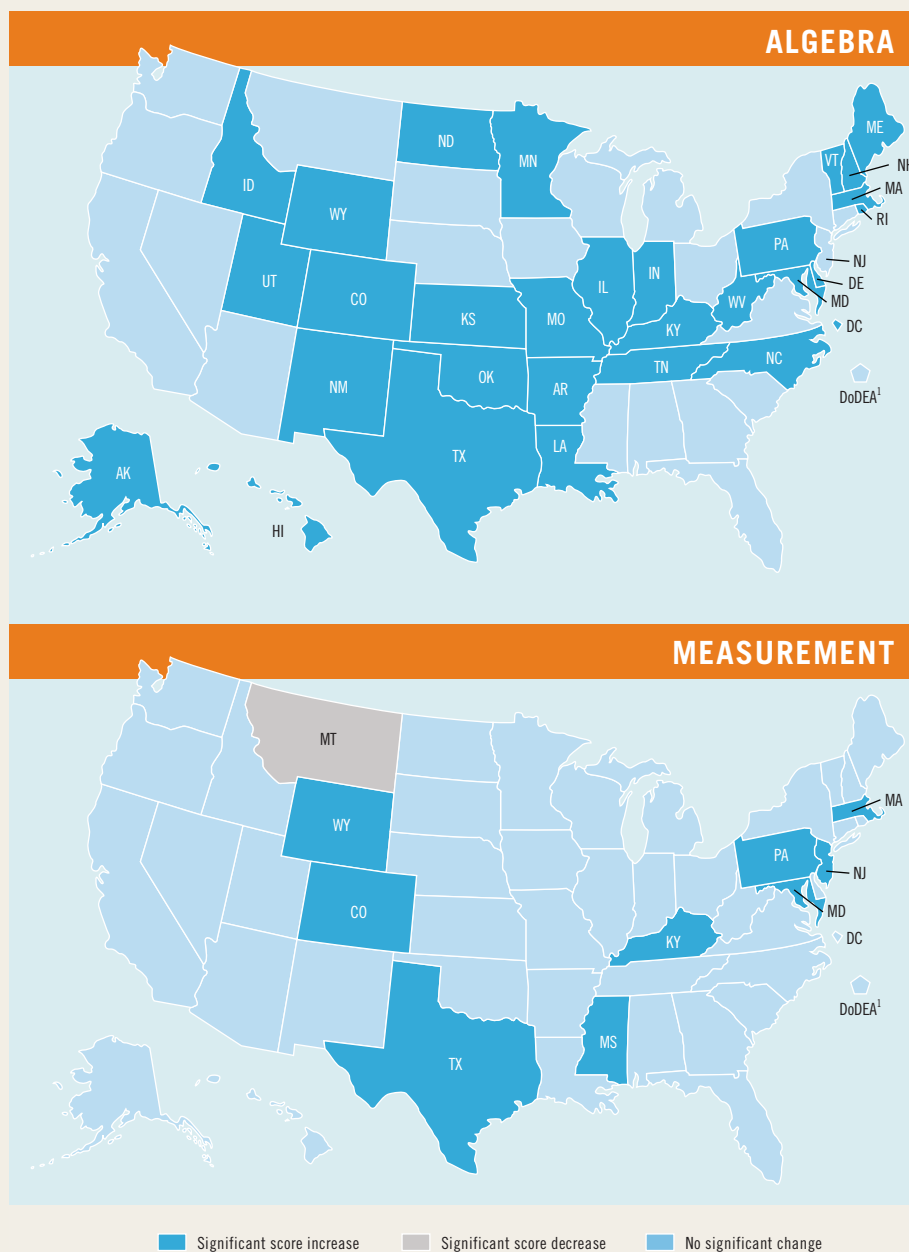 ALGEBRA
ME
ND
MN
VT
NH
ID
MA
WY
RI
PA
NJ
UT
IL
IN
DE
CO
WV
MD
KS
MO
KY
DC
NC
TN
OK
NM
AR
DoDEA¹
LA
TX
AK
HI
MEASUREMENT
MT
MA
WY
PA
NJ
CO
MD
KY
DC
DoDEA¹
MS
TX
Significant score increase
Significant score decrease
No significant change